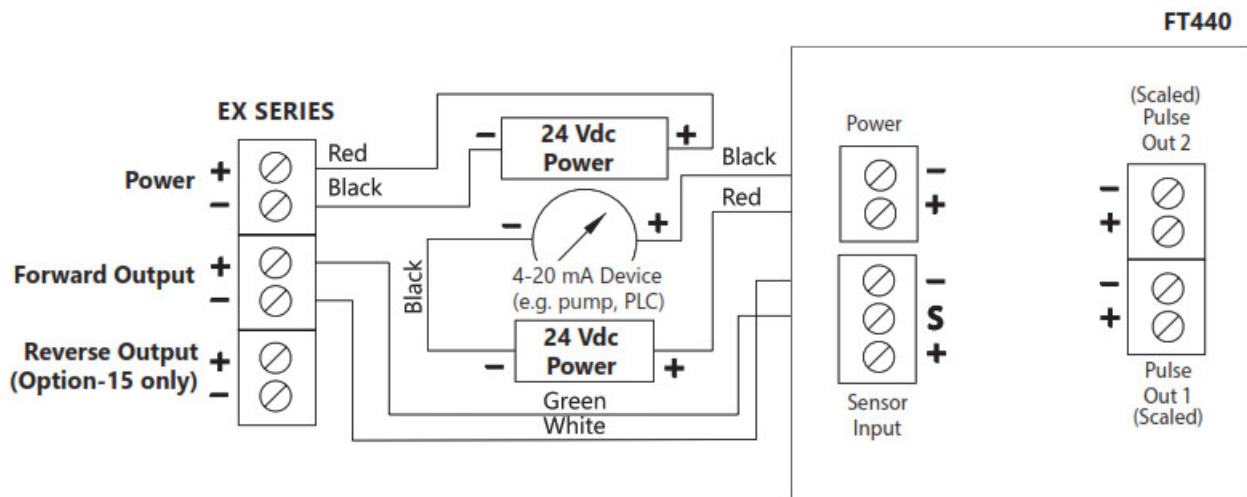 FT440
EX SERIES
Power
+
−
Red
Black
− 24 Vdc +
Power
Black
Red
− +
4-20 mA Device
(e.g. pump, PLC)
Black
24 Vdc
− Power +
Forward Output
+
−
Reverse Output
(Option-15 only)
+
−
Green
White
Power
−
+
−
S
+
Sensor
Input
(Scaled)
Pulse
Out 2
−
+
−
+
Pulse
Out 1
(Scaled)